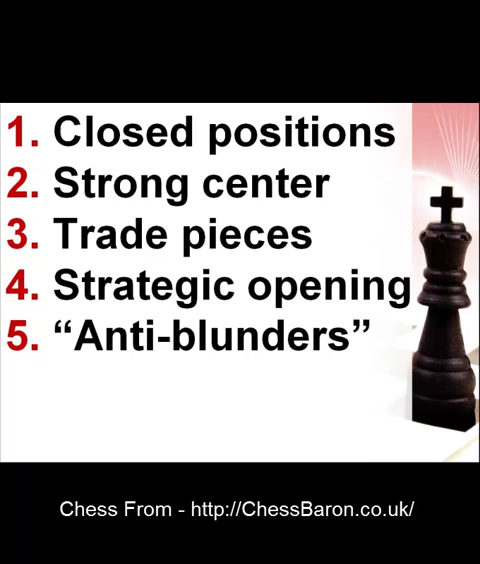 1. Closed positions
2. Strong center
3. Trade pieces
4. Strategic opening
5. “Anti-blunders”
Chess From - http://ChessBaron.co.uk/